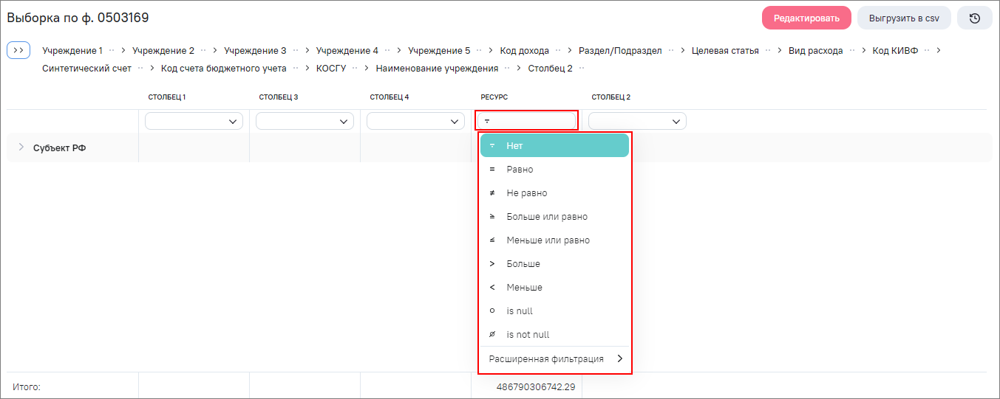 Выборка по ф. 0503169
Редактировать
Выгрузить в csv
Учреждение 1 > Учреждение 2 > Учреждение 3 > Учреждение 4 > Учреждение 5 > Код дохода > Раздел/Подраздел > Целевая статья > Вид расхода > Код КИВФ >
Синтетический счет > Код счета бюджетного учета > КОСГУ > Наименование учреждения > Столбец 2
СТОЛБЕЦ 1 СТОЛБЕЦ 3 СТОЛБЕЦ 4 РЕСУРС СТОЛБЕЦ 2
Субъект РФ
Нет
= Равно
≠ Не равно
≥ Больше или равно
≤ Меньше или равно
> Больше
< Меньше
is null
is not null
Расширенная фильтрация >
Итого: 486790306742.29